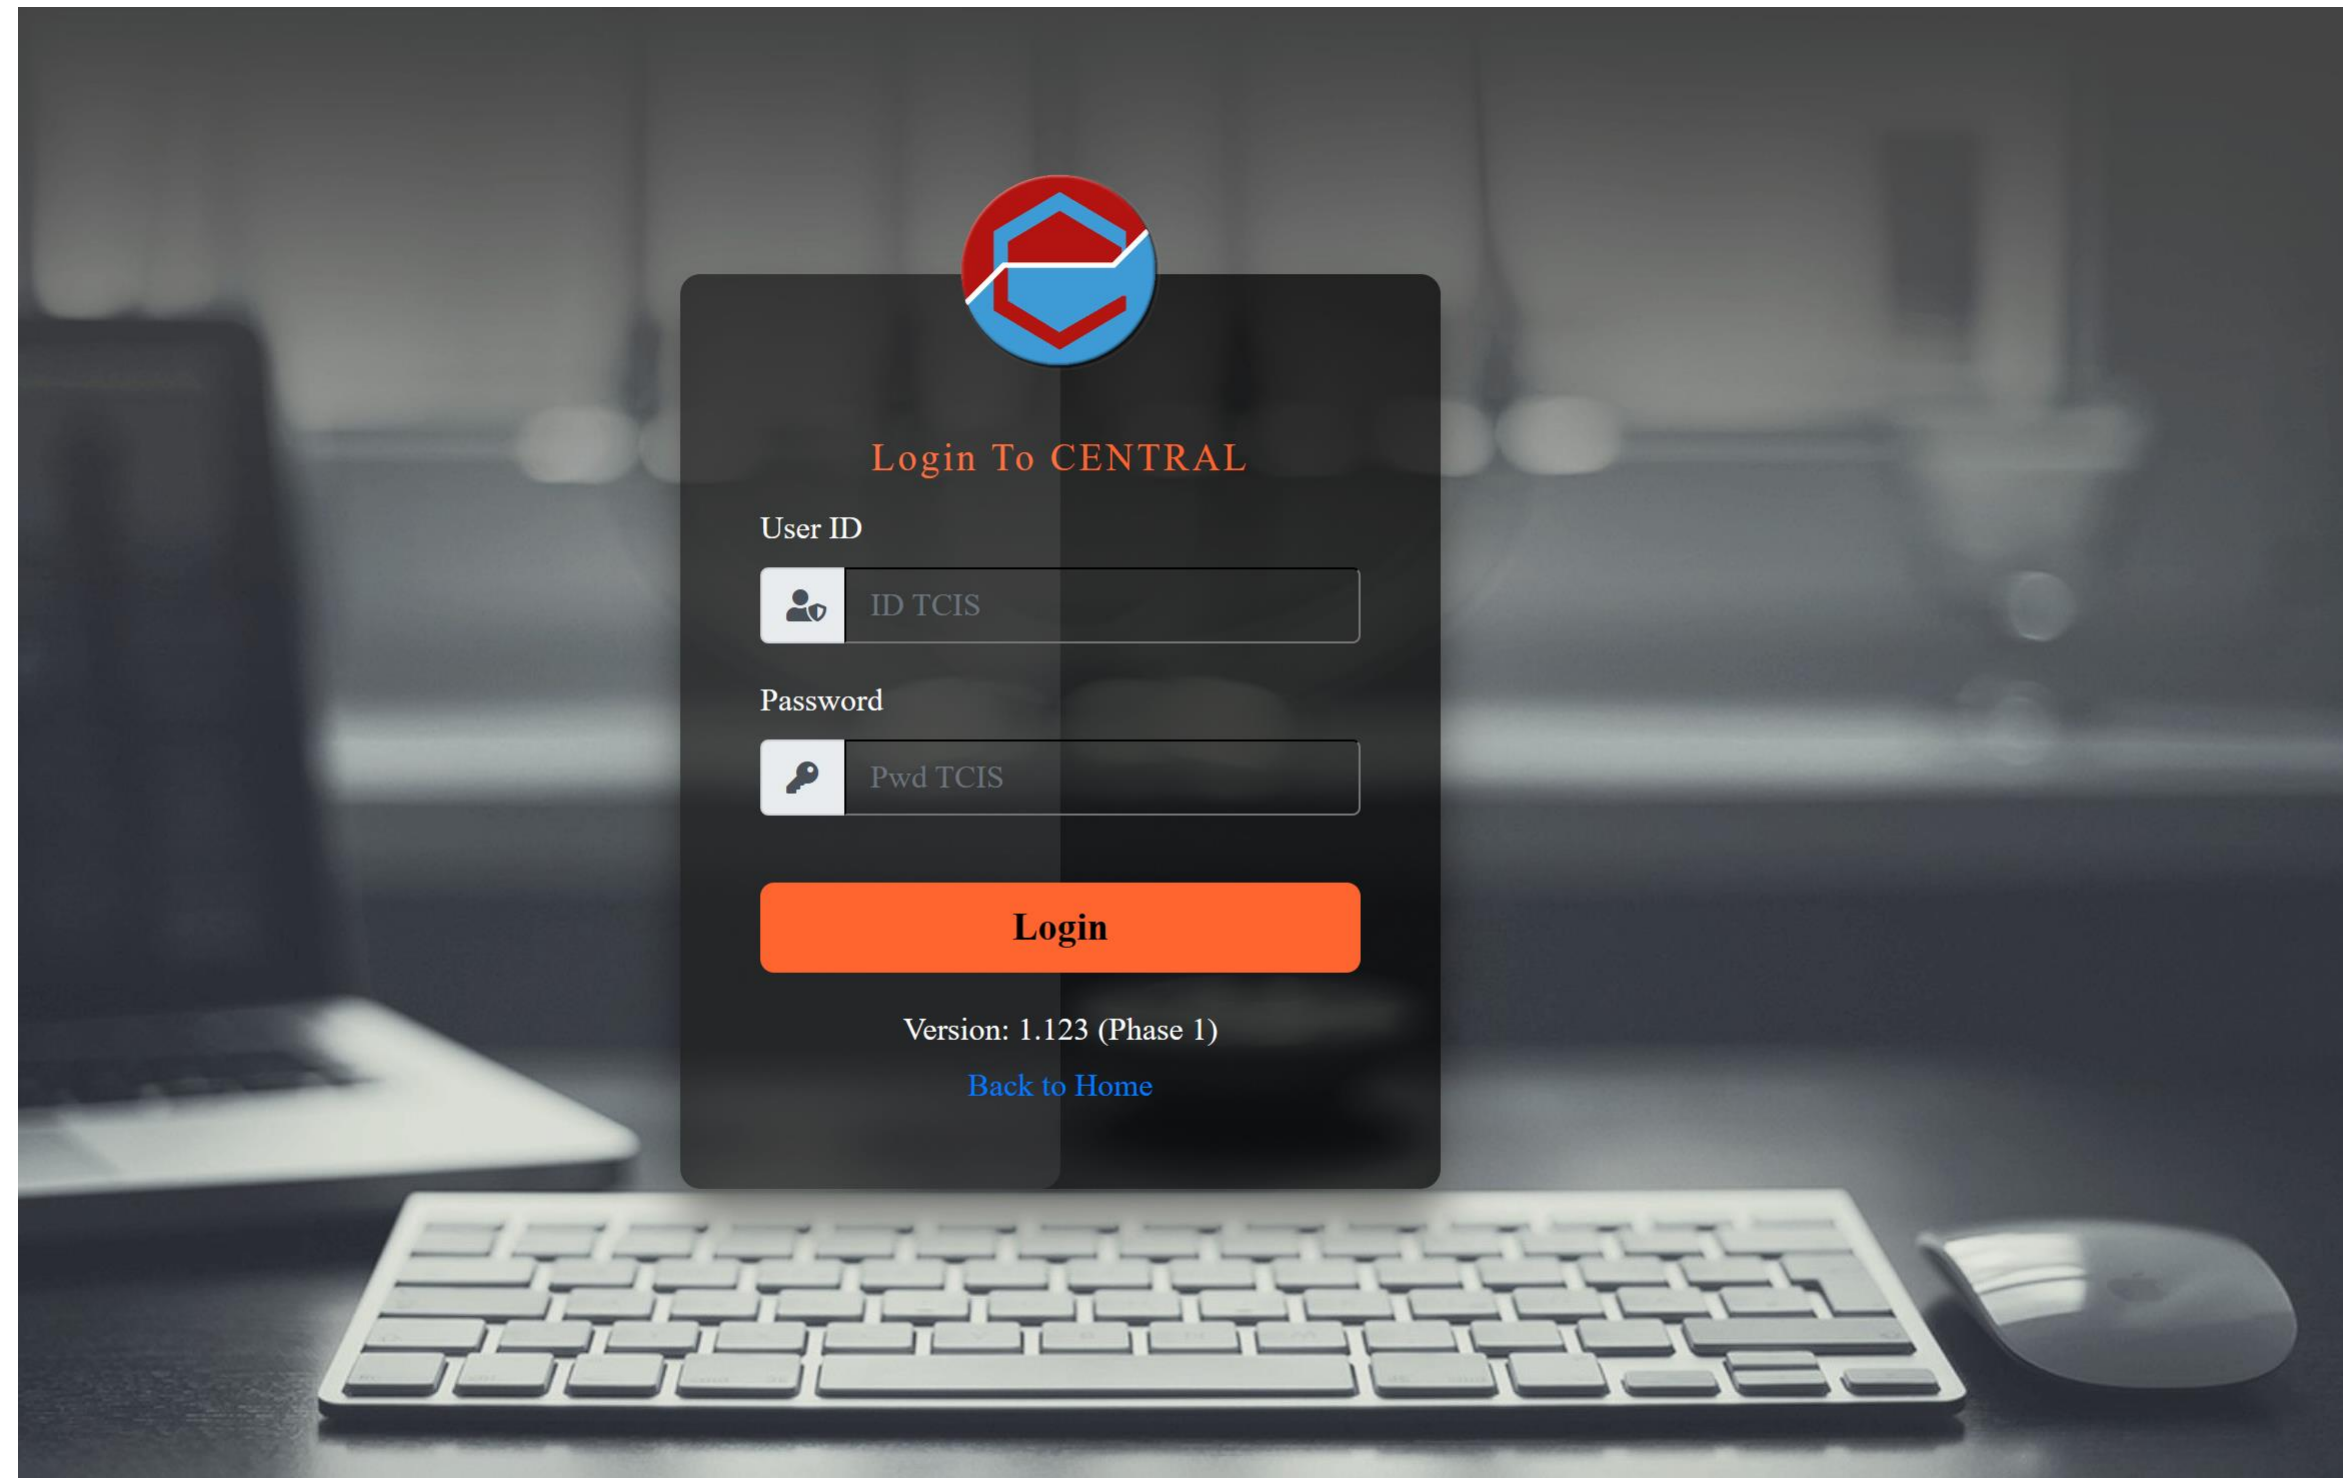 Login To CENTRAL
User ID
ID TCIS
Password
Pwd TCIS
Login
Version: 1.123 (Phase 1)
Back to Home